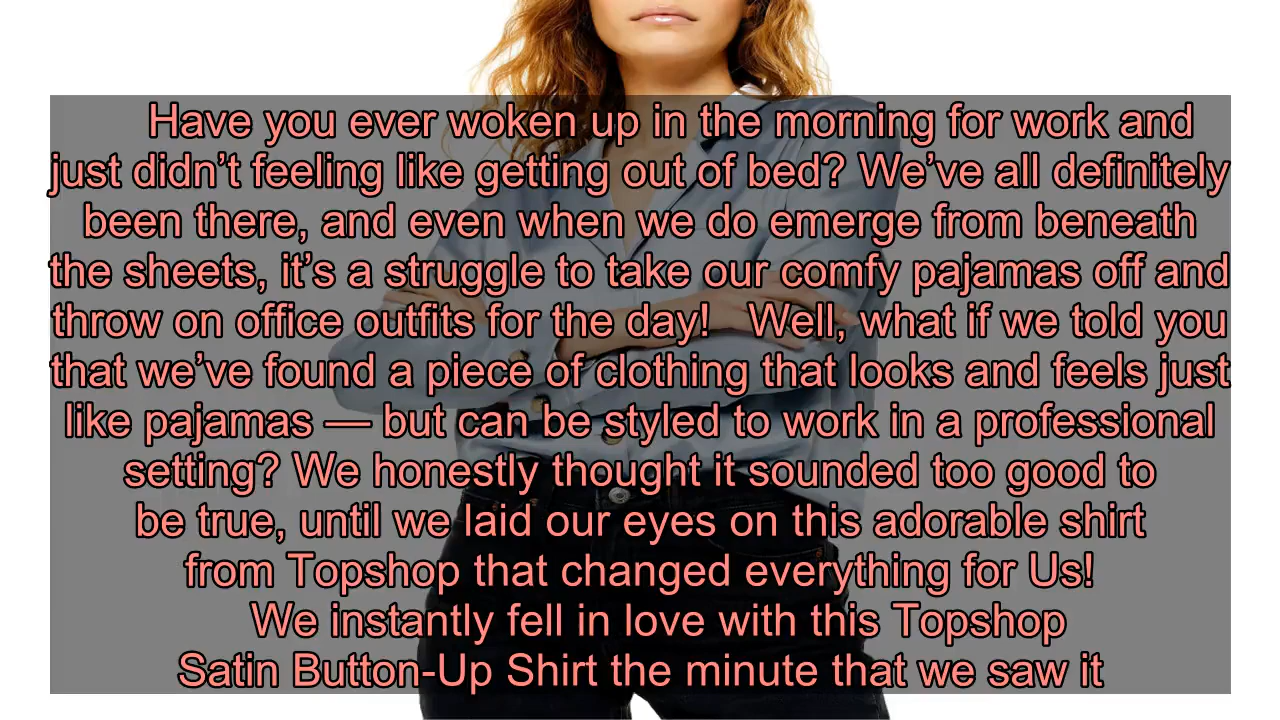 Have you ever woken up in the morning for work and
just didn’t feeling like getting out of bed? We’ve all definitely
been there, and even when we do emerge from beneath
the sheets, it’s a struggle to take our comfy pajamas off and
throw on office outfits for the day!   Well, what if we told you
that we’ve found a piece of clothing that looks and feels just
like pajamas — but can be styled to work in a professional
setting? We honestly thought it sounded too good to
be true, until we laid our eyes on this adorable shirt
from Topshop that changed everything for Us!
We instantly fell in love with this Topshop
Satin Button-Up Shirt the minute that we saw it